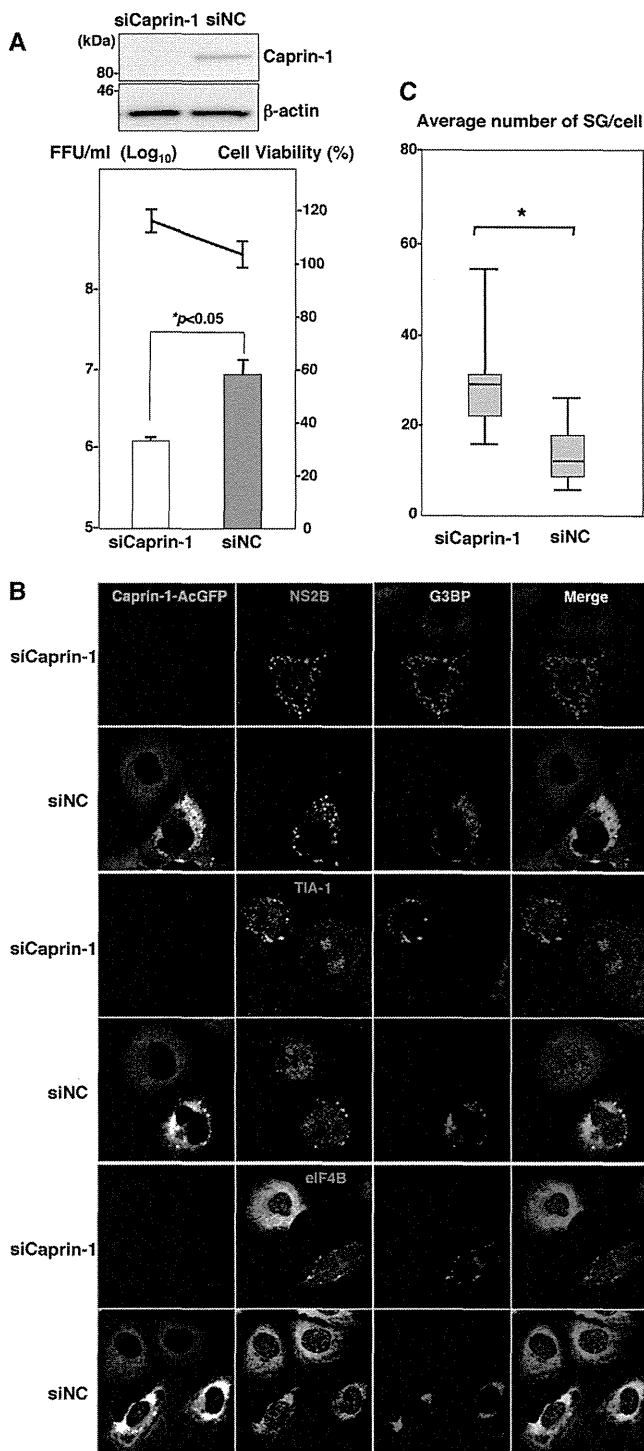 A
siCaprin-1 siNC
(kDa)
80-
Caprin-1
46-
β-actin
FFU/ml (Log10) Cell Viability (%)
8
7
6
5
120
100
80
60
40
20
0
*p<0.05
siCaprin-1 siNC
C
Average number of SG/cell
80
60
40
20
0
*
siCaprin-1 siNC
B
Caprin-1-AcGFP NS2B G3BP Merge
siCaprin-1
siNC
TIA-1
siCaprin-1
siNC
eIF4B
siCaprin-1
siNC